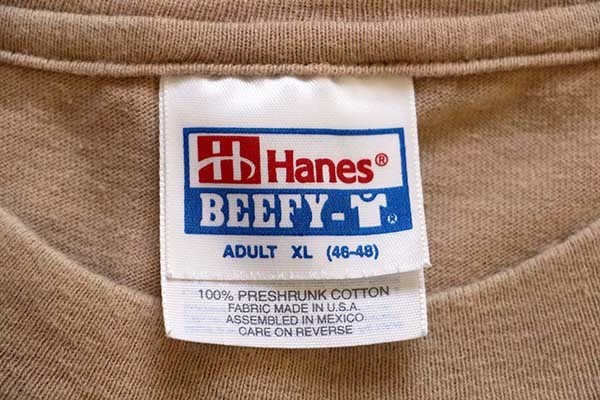 Hanes®
BEEFY-T®
ADULT XL (46-48)
100% PRESHRUNK COTTON
FABRIC MADE IN U.S.A.
ASSEMBLED IN MEXICO
CARE ON REVERSE